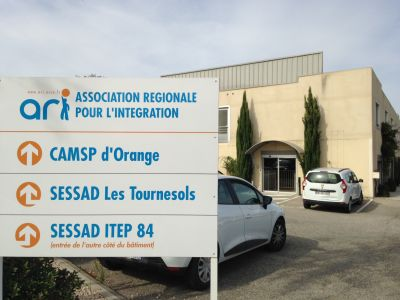 www.ari.asso.fr
ari
ASSOCIATION REGIONALE
POUR L'INTEGRATION
CAMSP d'Orange
SESSAD Les Tournesols
SESSAD ITEP 84
(entrée de l'autre côté du bâtiment)